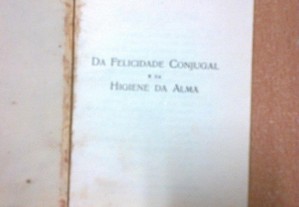 DA FELICIDADE CONJUGAL
E DA
HIGIENE DA ALMA